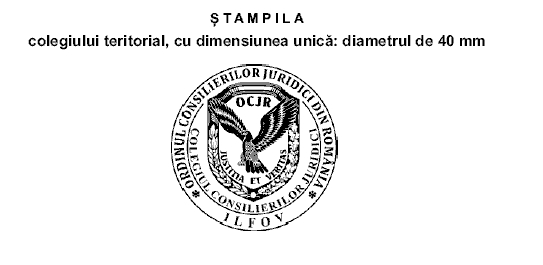 ŞTAMPILA
colegiului teritorial, cu dimensiunea unică: diametrul de 40 mm
ORDINUL CONSILIERILOR JURIDICI DIN ROMÂNIA
OCJR
JUSTITIA ET VERITAS
COLEGIUL CONSILIERILOR JURIDICI
ILFOV